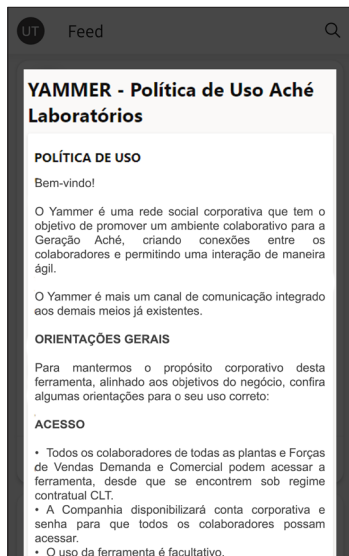 UT Feed
YAMMER - Política de Uso Aché
Laboratórios
POLÍTICA DE USO
Bem-vindo!
O Yammer é uma rede social corporativa que tem o
objetivo de promover um ambiente colaborativo para a
Geração Aché, criando conexões entre os
colaboradores e permitindo uma interação de maneira
ágil.
O Yammer é mais um canal de comunicação integrado
aos demais meios já existentes.
ORIENTAÇÕES GERAIS
Para mantermos o propósito corporativo desta
ferramenta, alinhado aos objetivos do negócio, confira
algumas orientações para o seu uso correto:
ACESSO
• Todos os colaboradores de todas as plantas e Forças
de Vendas Demanda e Comercial podem acessar a
ferramenta, desde que se encontrem sob regime
contratual CLT.
• A Companhia disponibilizará conta corporativa e
senha para que todos os colaboradores possam
acessar.
• O uso da ferramenta é facultativo.